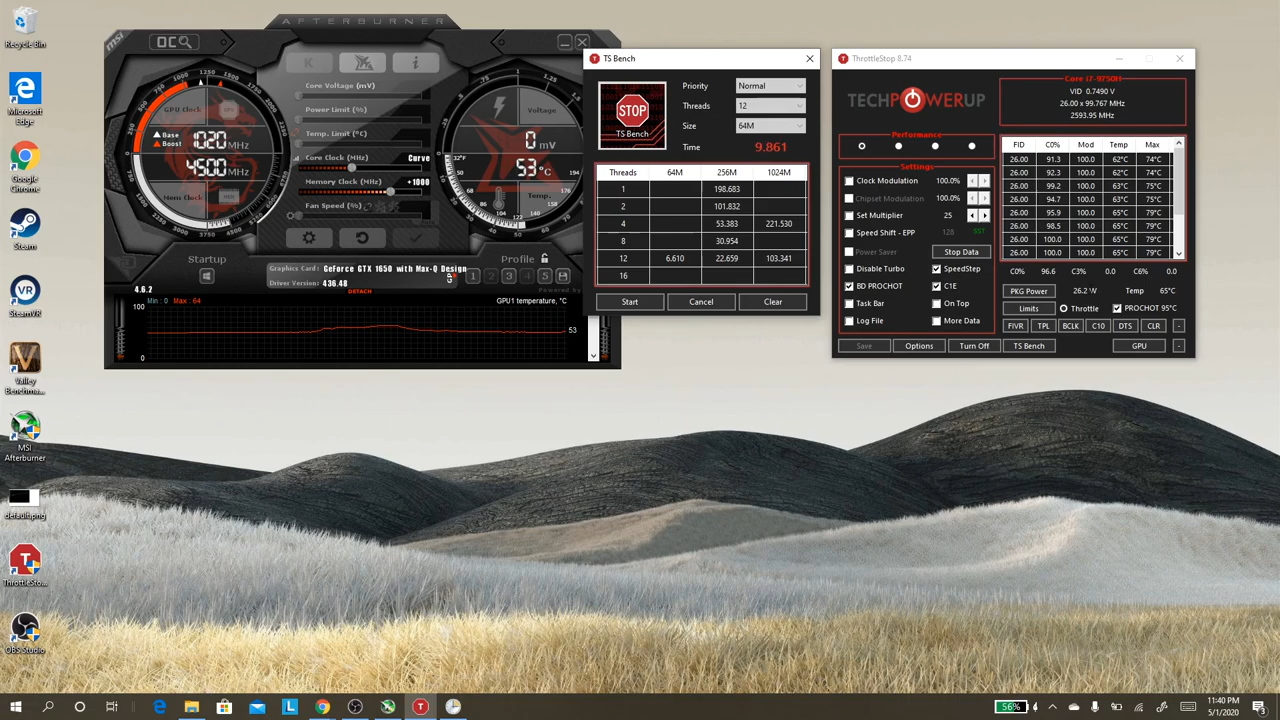 Recycle Bin
Microsoft Edge
Google Chrome
Steam
SteamVR
Valley Benchma...
MSI Afterburner
default.png
ThrottleSto...
OBS Studio
AFTERBURNER
msi
OC
K
i
GPU Clock
Base
Boost
1020 MHz
4500 MHz
Mem Clock
Core Voltage (mV)
Power Limit (%)
Temp. Limit (°C)
Core Clock (MHz) Curve
Memory Clock (MHz) +1000
Fan Speed (%)
Voltage
0 mV
53 °C
Temp.
Startup
Profile
Graphics Card: GeForce GTX 1650 with Max-Q Design
Driver Version: 436.48
DETACH
1 2 3 4 5
Powered by
4.6.2
Min : 0 Max : 64
GPU1 temperature, °C
100
53
0
TS Bench
STOP
TS Bench
Priority Normal
Threads 12
Size 64M
Time 9.861
Threads 64M 256M 1024M
1 198.683
2 101.832
4 53.383 221.530
8 30.954
12 6.610 22.659 103.341
16
Start Cancel Clear
ThrottleStop 8.74
TECHPOWERUP
Core i7-9750H
VID 0.7490 V
26.00 x 99.767 MHz
2593.95 MHz
Performance
Settings
Clock Modulation 100.0%
Chipset Modulation 100.0%
Set Multiplier 25
Speed Shift - EPP 128 SST
Power Saver Stop Data
Disable Turbo SpeedStep
BD PROCHOT C1E
Task Bar On Top
Log File More Data
FID C0% Mod Temp Max
26.00 91.3 100.0 62°C 74°C
26.00 92.3 100.0 62°C 74°C
26.00 99.2 100.0 63°C 75°C
26.00 94.7 100.0 63°C 75°C
26.00 95.9 100.0 65°C 79°C
26.00 98.5 100.0 65°C 79°C
26.00 100.0 100.0 65°C 79°C
26.00 100.0 100.0 65°C 79°C
C0% 96.6 C3% 0.0 C6% 0.0
PKG Power 26.2 W Temp 65°C
Limits Throttle PROCHOT 95°C
FIVR TPL BCLK C10 DTS CLR -
Save Options Turn Off TS Bench GPU -
56%
11:40 PM
5/1/2020